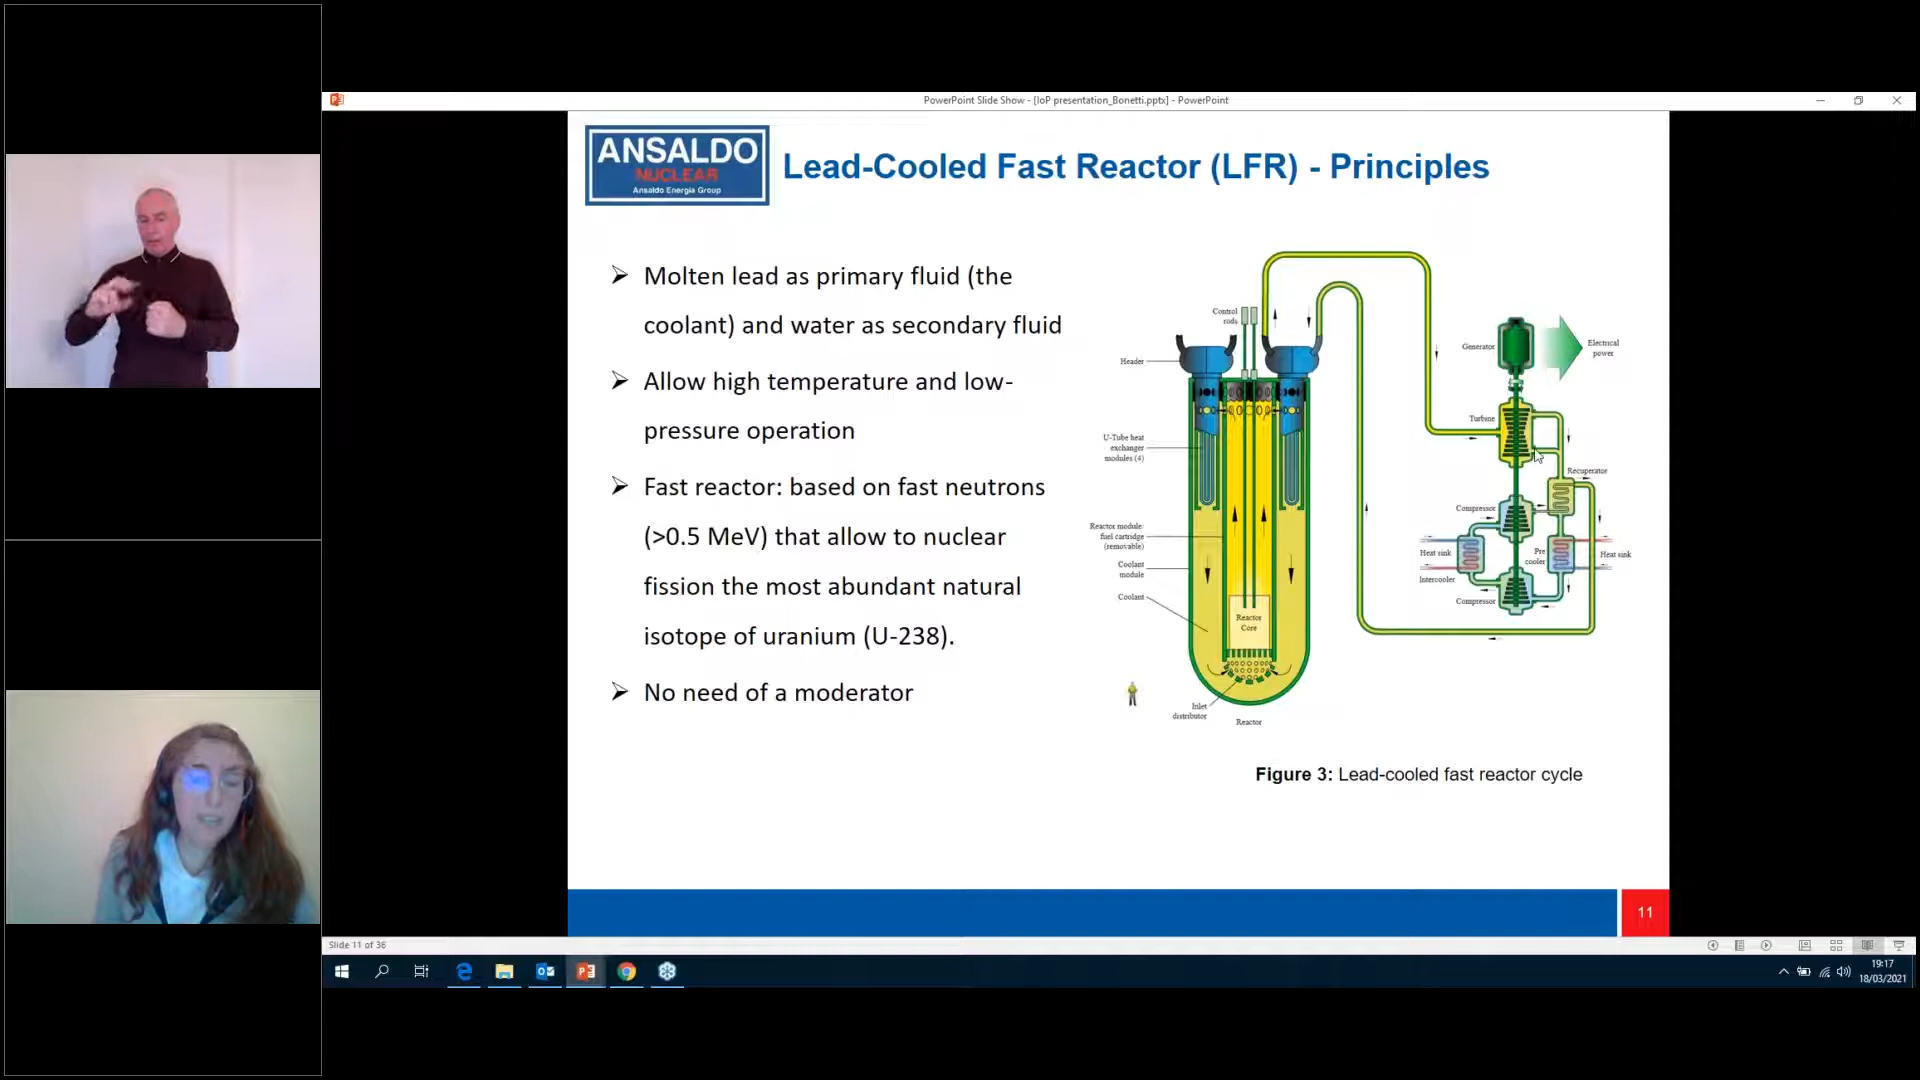 PowerPoint Slide Show - [IoP presentation_Bonetti.pptx] - PowerPoint
ANSALDO
NUCLEAR
Ansaldo Energia Group
Lead-Cooled Fast Reactor (LFR) - Principles
Molten lead as primary fluid (the
coolant) and water as secondary fluid
Allow high temperature and low-
pressure operation
Fast reactor: based on fast neutrons
(>0.5 MeV) that allow to nuclear
fission the most abundant natural
isotope of uranium (U-238).
No need of a moderator
Control
rods
Header
U-Tube heat
exchanger
modules (4)
Reactor module:
fuel cartridge
(removable)
Coolant
module
Coolant
Reactor
Core
Inlet
distributor
Reactor
Generator
Electrical
power
Turbine
Recuperator
Compressor
Heat sink
Pre
cooler
Heat sink
Intercooler
Compressor
Figure 3: Lead-cooled fast reactor cycle
11
Slide 11 of 36
19:17
18/03/2021